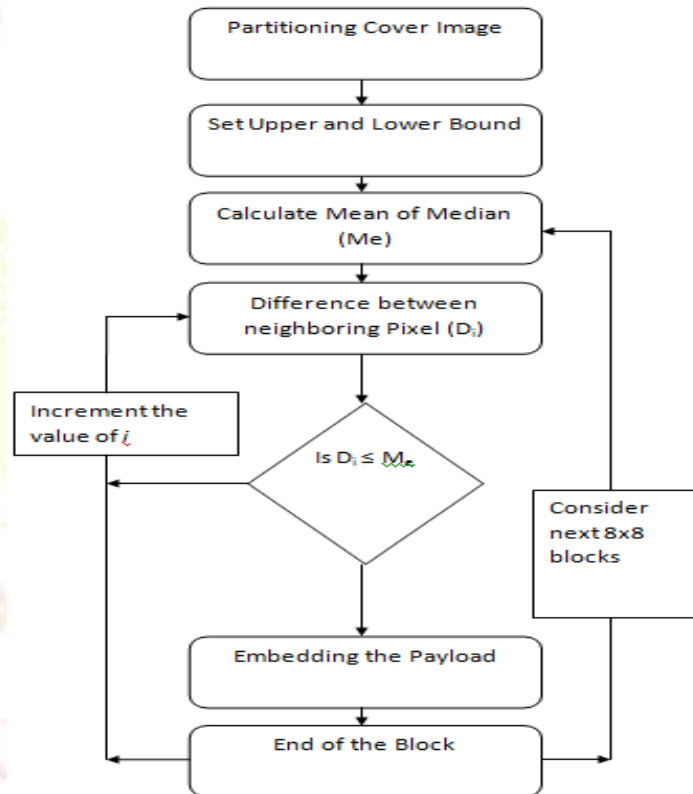 Partitioning Cover Image
Set Upper and Lower Bound
Calculate Mean of Median
(Me)
Difference between
neighboring Pixel (Dᵢ)
Increment the
value of i
Is Dᵢ ≤ Mₑ
Consider
next 8x8
blocks
Embedding the Payload
End of the Block